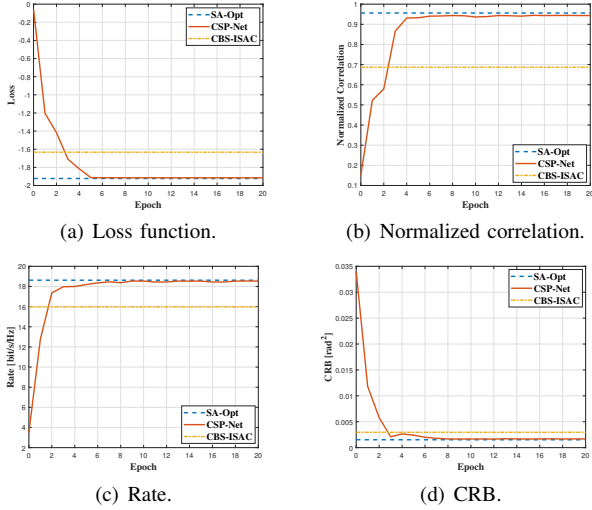 0
-0.2
-0.4
-0.6
-0.8
-1
-1.2
-1.4
-1.6
-1.8
-2
Loss
SA-Opt
CSP-Net
CBS-ISAC
0 2 4 6 8 10 12 14 16 18 20
Epoch
(a) Loss function.
1
0.9
0.8
0.7
0.6
0.5
0.4
0.3
0.2
0.1
Normalized Correlation
SA-Opt
CSP-Net
CBS-ISAC
0 2 4 6 8 10 12 14 16 18 20
Epoch
(b) Normalized correlation.
20
18
16
14
12
10
8
6
4
2
Rate [bit/s/Hz]
SA-Opt
CSP-Net
CBS-ISAC
0 2 4 6 8 10 12 14 16 18 20
Epoch
(c) Rate.
0.035
0.03
0.025
0.02
0.015
0.01
0.005
0
CRB [rad²]
SA-Opt
CSP-Net
CBS-ISAC
0 2 4 6 8 10 12 14 16 18 20
Epoch
(d) CRB.